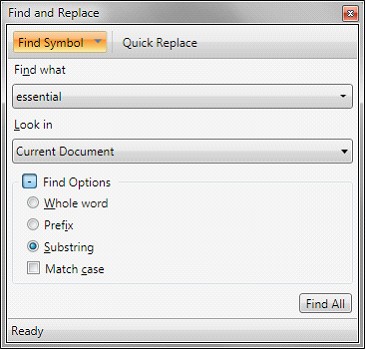 Find and Replace
Find Symbol Quick Replace
Find what
essential
Look in
Current Document
Find Options
Whole word
Prefix
Substring
Match case
Find All
Ready